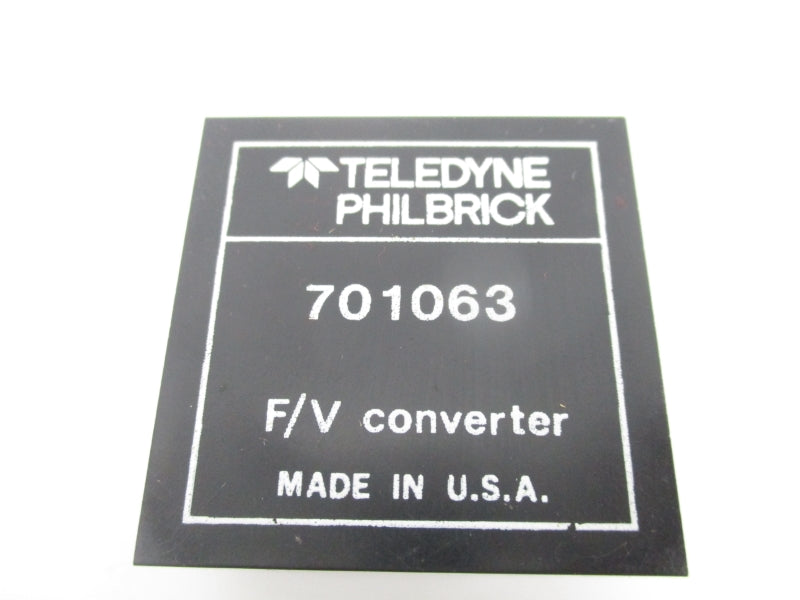 TELEDYNE
PHILBRICK
701063
F/V converter
MADE IN U.S.A.